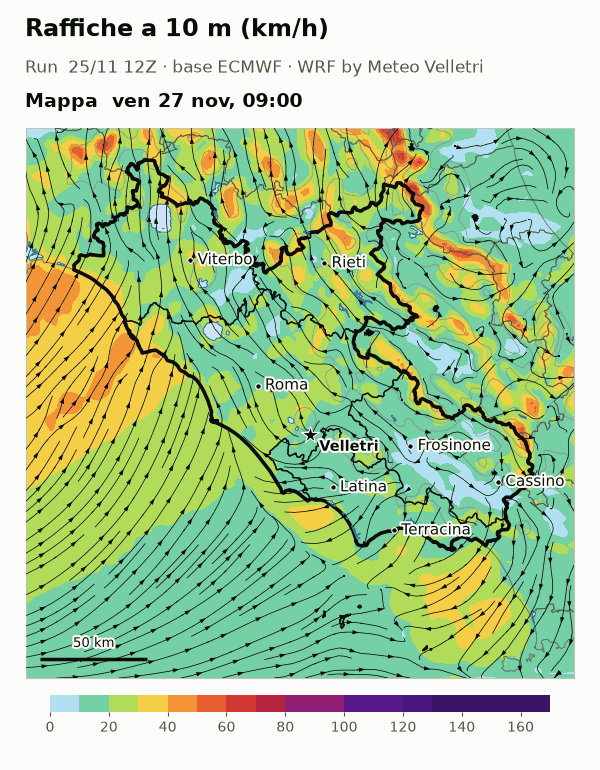 Raffiche a 10 m (km/h)
Run  25/11 12Z · base ECMWF · WRF by Meteo Velletri
Mappa  ven 27 nov, 09:00
Viterbo
Rieti
Roma
Velletri
Frosinone
Cassino
Latina
Terracina
50 km
0 20 40 60 80 100 120 140 160